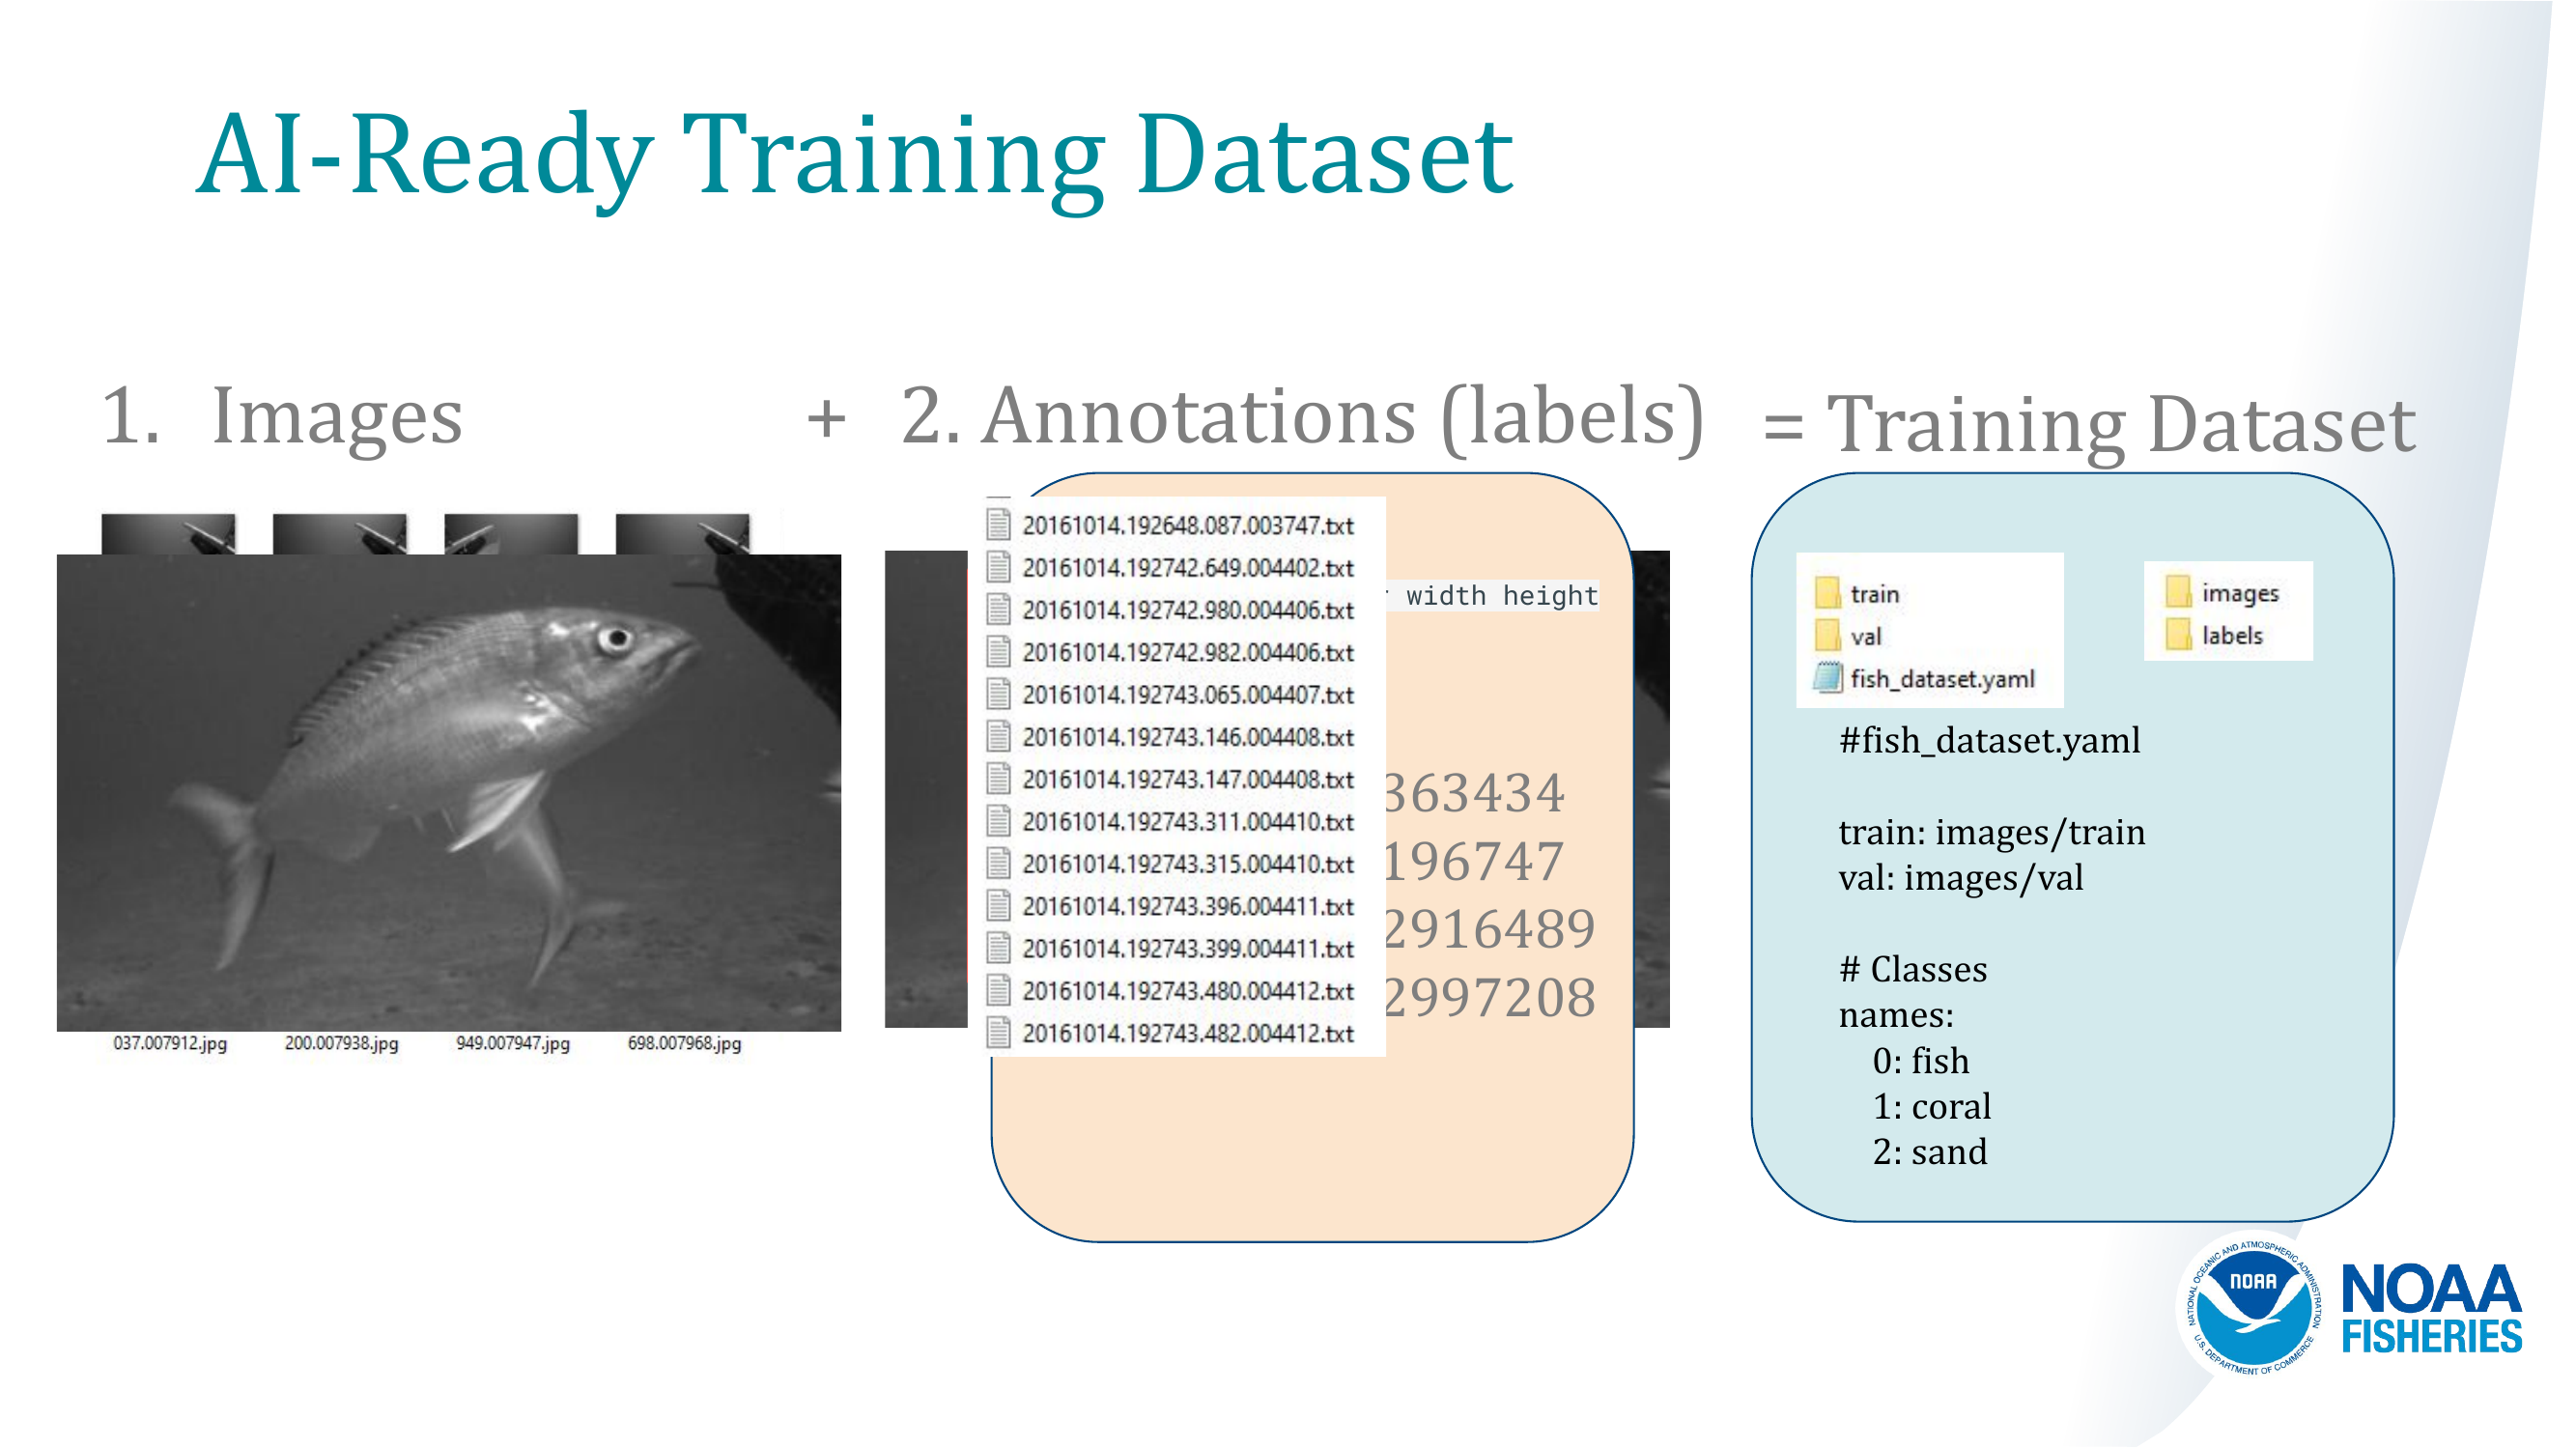 AI-Ready Training Dataset
1. Images
+ 2. Annotations (labels)
= Training Dataset
037.007912.jpg
200.007938.jpg
949.007947.jpg
698.007968.jpg
20161014.192648.087.003747.txt
20161014.192742.649.004402.txt
20161014.192742.980.004406.txt
20161014.192742.982.004406.txt
20161014.192743.065.004407.txt
20161014.192743.146.004408.txt
20161014.192743.147.004408.txt
20161014.192743.311.004410.txt
20161014.192743.315.004410.txt
20161014.192743.396.004411.txt
20161014.192743.399.004411.txt
20161014.192743.480.004412.txt
20161014.192743.482.004412.txt
width height
363434
196747
2916489
2997208
train
val
fish_dataset.yaml
images
labels
#fish_dataset.yaml
train: images/train
val: images/val
# Classes
names:
0: fish
1: coral
2: sand
NATIONAL OCEANIC AND ATMOSPHERIC ADMINISTRATION
U.S. DEPARTMENT OF COMMERCE
NOAA
NOAA
FISHERIES